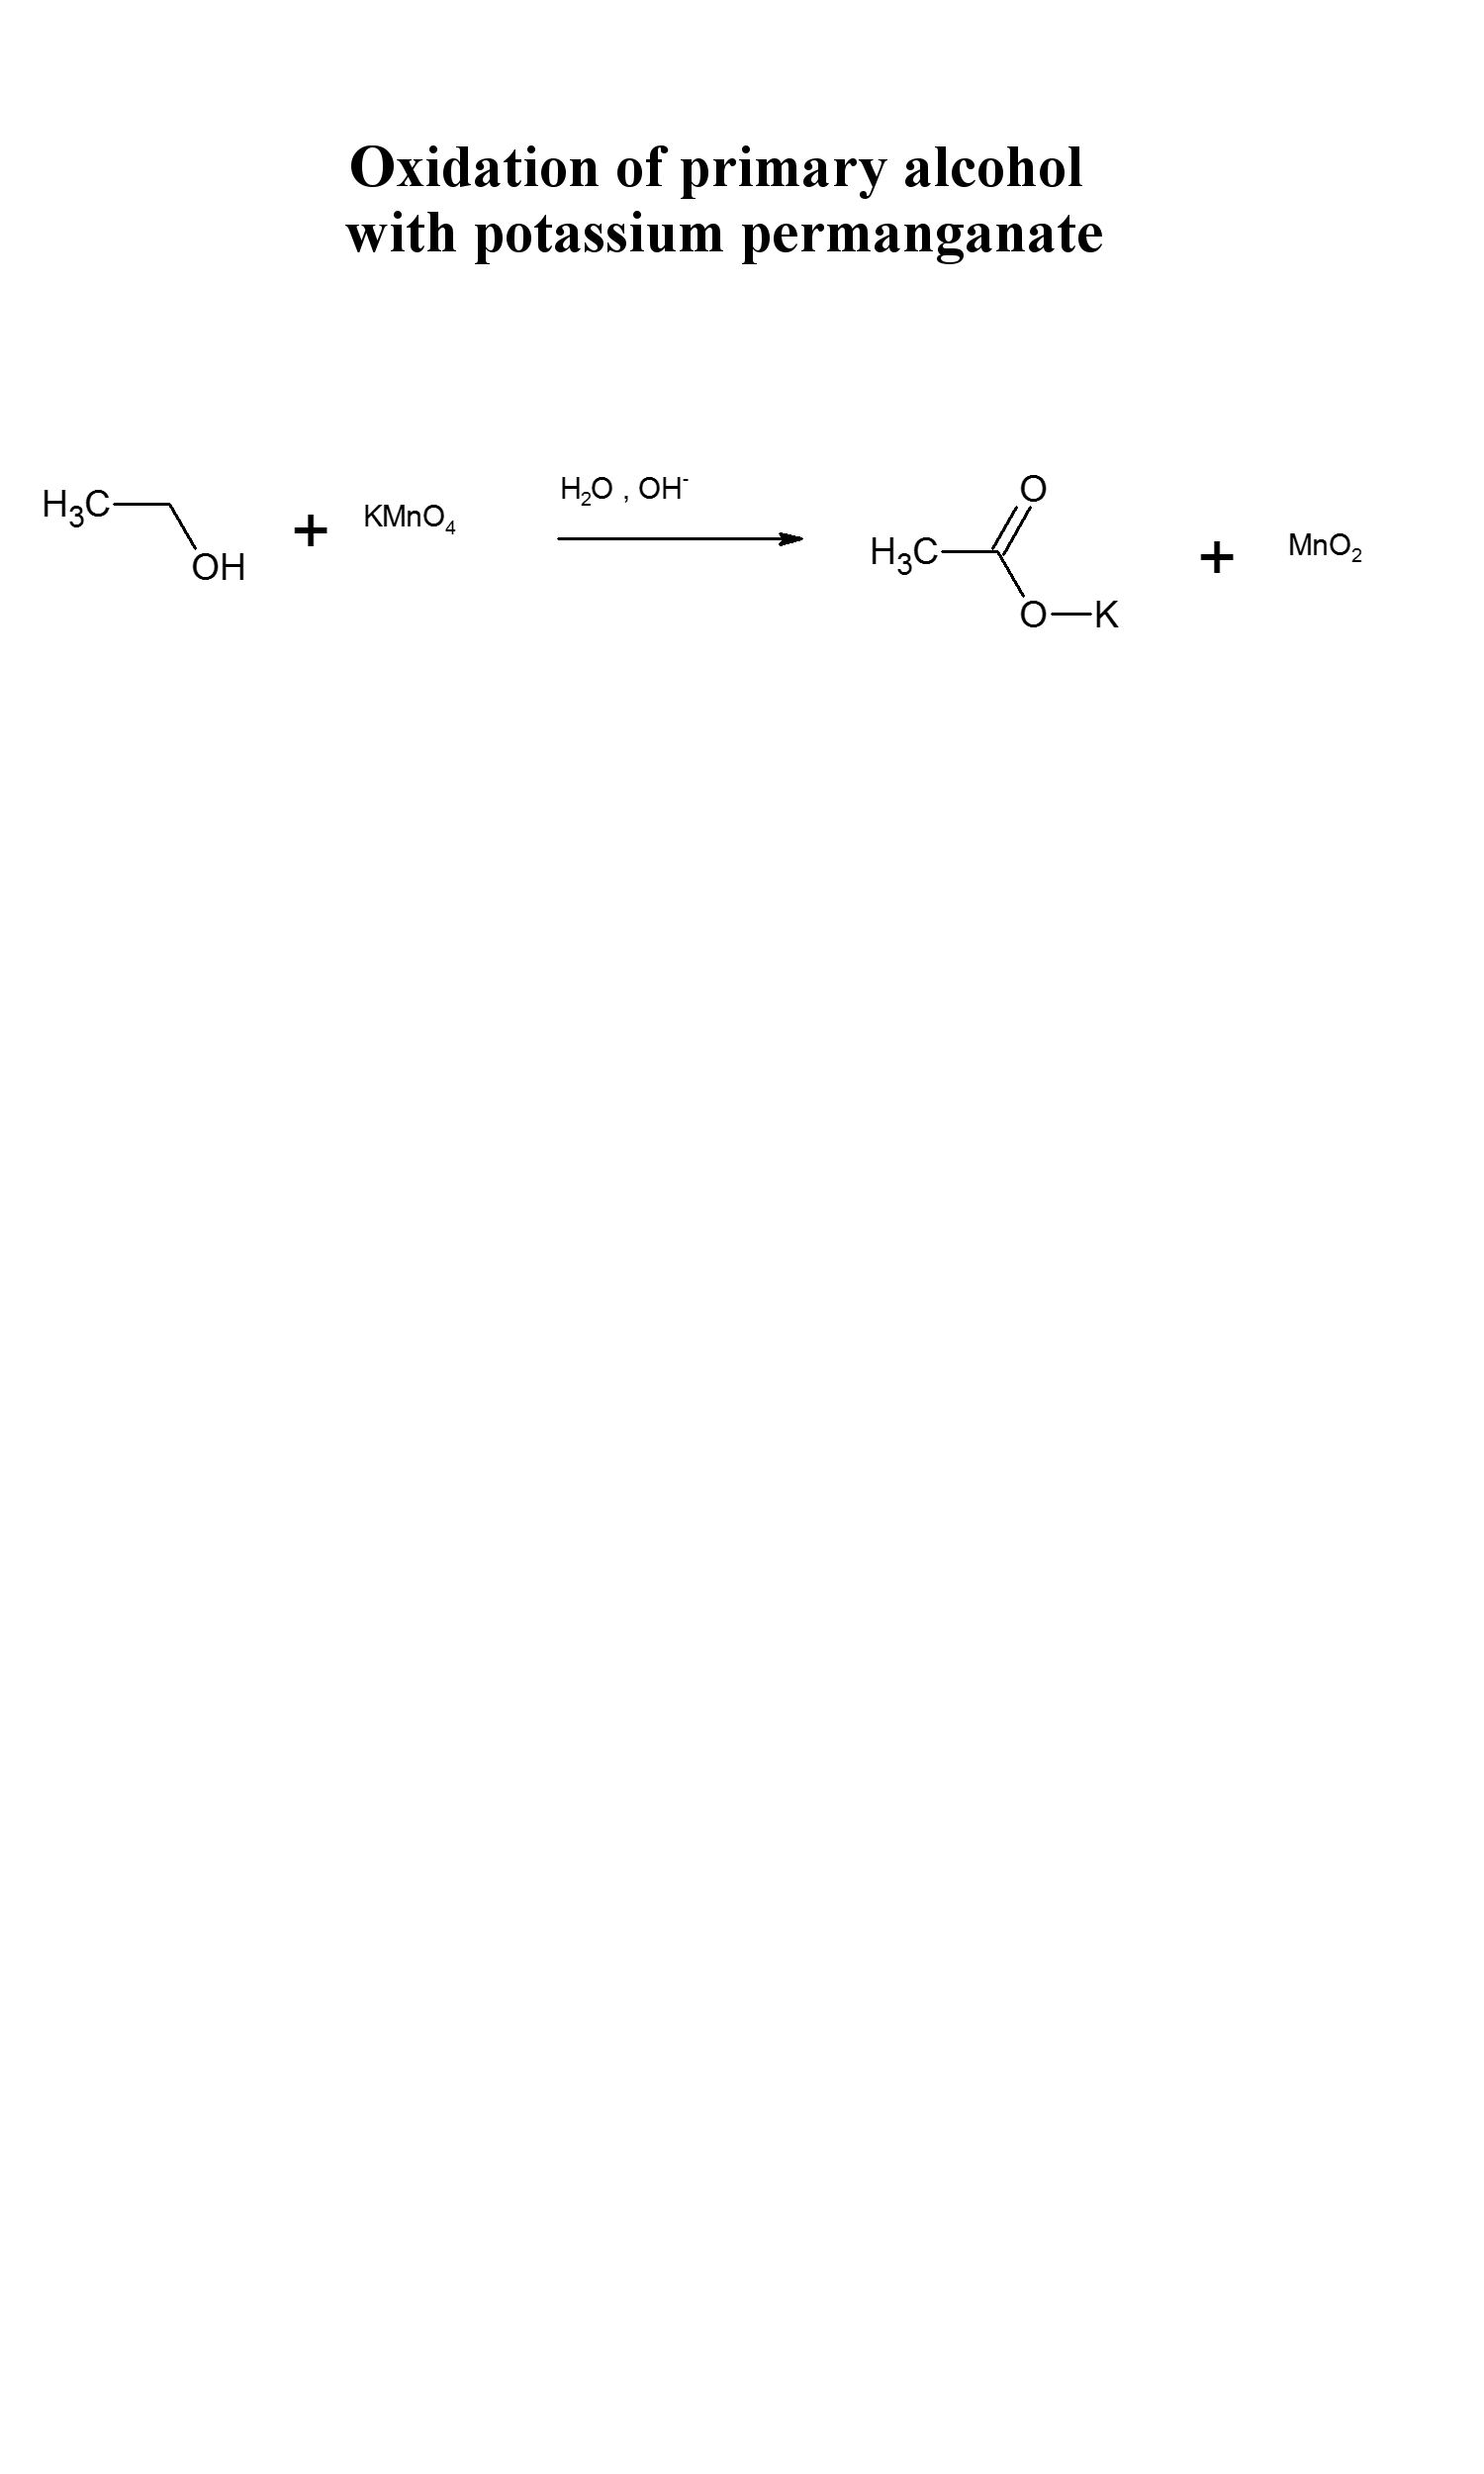 Oxidation of primary alcohol
with potassium permanganate
H₃C
OH
+
KMnO₄
H₂O , OH⁻
H₃C
O
O
K
+
MnO₂